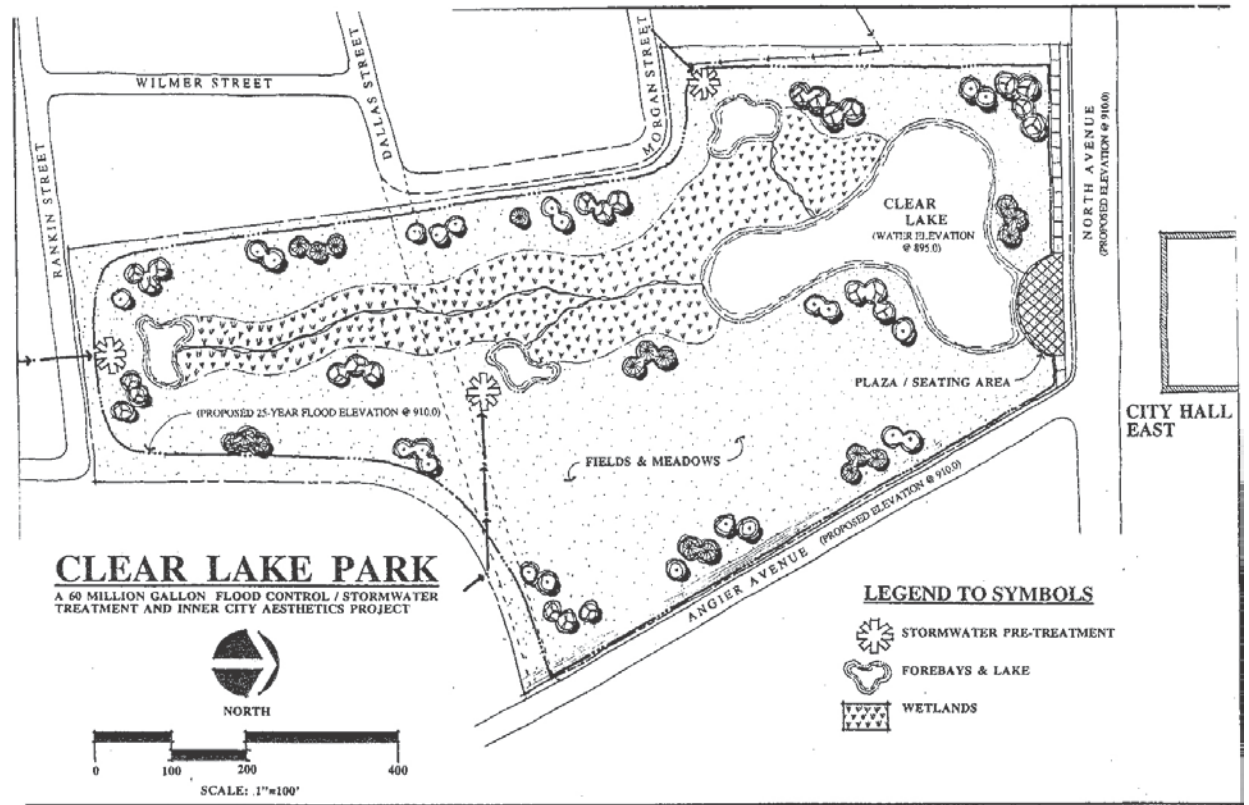 WILMER STREET
DALLAS STREET
MORGAN STREET
RANKIN STREET
NORTH AVENUE
(PROPOSED ELEVATION @ 910.0)
CLEAR
LAKE
(WATER ELEVATION
@ 895.0)
PLAZA / SEATING AREA
CITY HALL
EAST
(PROPOSED 25-YEAR FLOOD ELEVATION @ 910.0)
FIELDS & MEADOWS
ANGIER AVENUE (PROPOSED ELEVATION @ 910.0)
CLEAR LAKE PARK
A 60 MILLION GALLON FLOOD CONTROL / STORMWATER
TREATMENT AND INNER CITY AESTHETICS PROJECT
NORTH
0 100 200 400
SCALE: 1"=100'
LEGEND TO SYMBOLS
STORMWATER PRE-TREATMENT
FOREBAYS & LAKE
WETLANDS